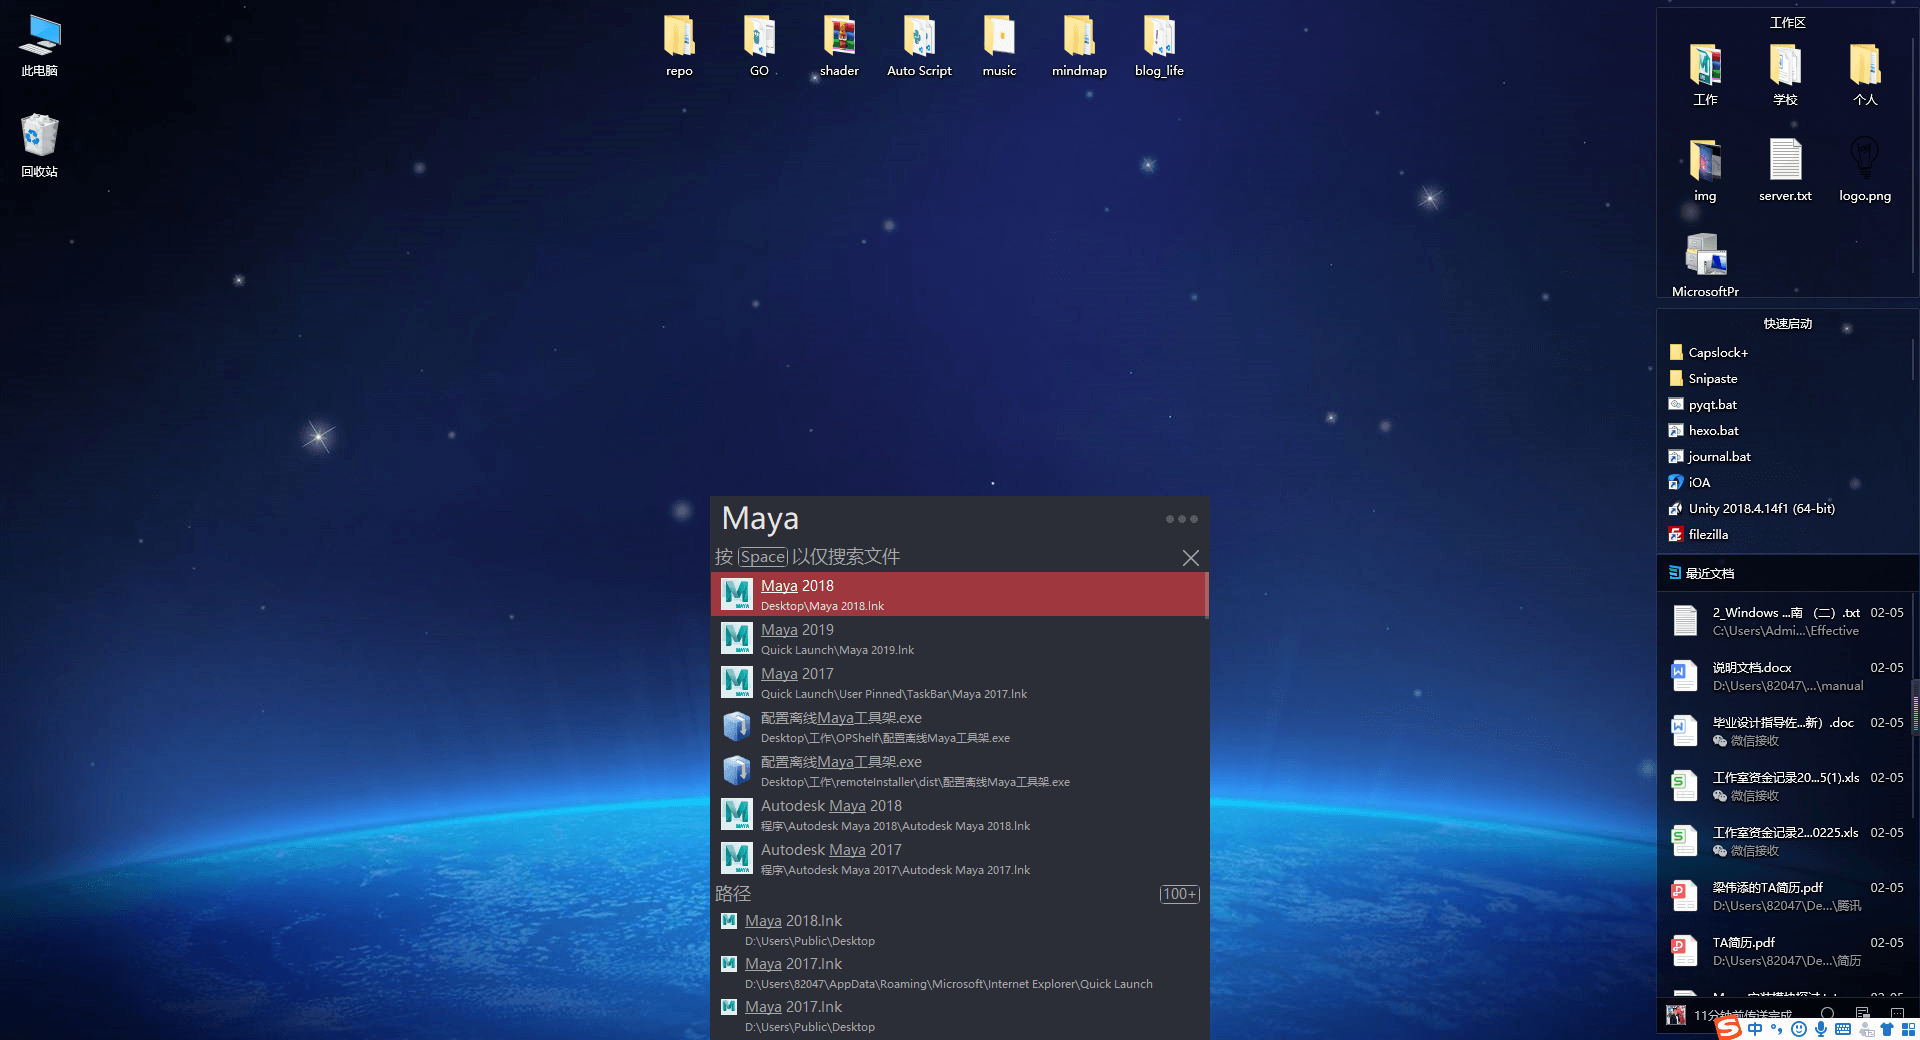 此电脑
回收站
repo
GO
shader
Auto Script
music
mindmap
blog_life
Maya
按 Space 以仅搜索文件
Maya 2018
Desktop\Maya 2018.lnk
Maya 2019
Quick Launch\Maya 2019.lnk
Maya 2017
Quick Launch\User Pinned\TaskBar\Maya 2017.lnk
配置离线Maya工具架.exe
Desktop\工作\OPShelf\配置离线Maya工具架.exe
配置离线Maya工具架.exe
Desktop\工作\remoteInstaller\dist\配置离线Maya工具架.exe
Autodesk Maya 2018
程序\Autodesk Maya 2018\Autodesk Maya 2018.lnk
Autodesk Maya 2017
程序\Autodesk Maya 2017\Autodesk Maya 2017.lnk
路径 100+
Maya 2018.lnk
D:\Users\Public\Desktop
Maya 2017.lnk
D:\Users\82047\AppData\Roaming\Microsoft\Internet Explorer\Quick Launch
Maya 2017.lnk
D:\Users\Public\Desktop
工作区
工作
学校
个人
img
server.txt
logo.png
MicrosoftPr
快速启动
Capslock+
Snipaste
pyqt.bat
hexo.bat
journal.bat
iOA
Unity 2018.4.14f1 (64-bit)
filezilla
最近文档
2_Windows ...南 （二）.txt 02-05
C:\Users\Admi...\Effective
说明文档.docx 02-05
D:\Users\82047\...\manual
毕业设计指导佐...新）.doc 02-05
微信接收
工作室资金记录20...5(1).xls 02-05
微信接收
工作室资金记录2...0225.xls 02-05
微信接收
梁伟添的TA简历.pdf 02-05
D:\Users\82047\De...\腾讯
TA简历.pdf 02-05
D:\Users\82047\De...\简历
11分钟前传送完成
中